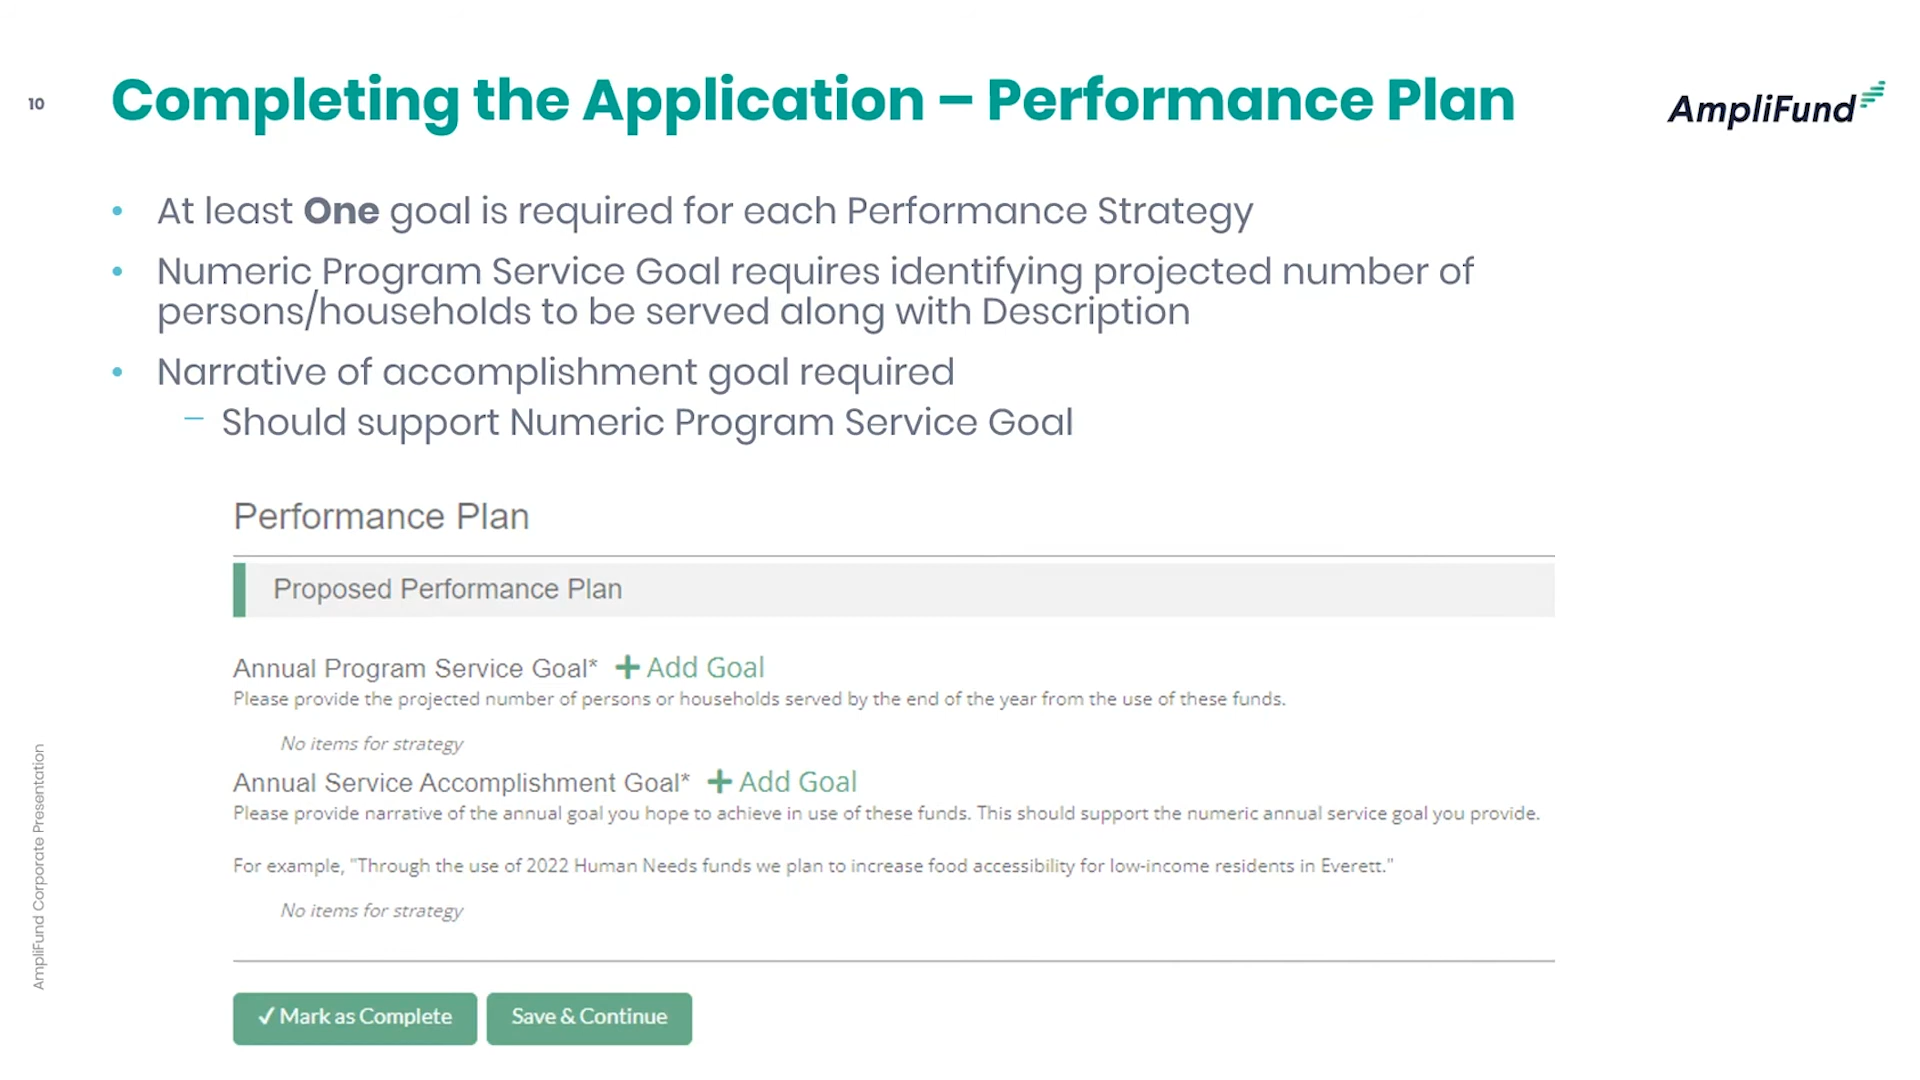 10
Completing the Application – Performance Plan
AmpliFund
• At least One goal is required for each Performance Strategy
• Numeric Program Service Goal requires identifying projected number of
persons/households to be served along with Description
• Narrative of accomplishment goal required
– Should support Numeric Program Service Goal
Performance Plan
Proposed Performance Plan
Annual Program Service Goal* + Add Goal
Please provide the projected number of persons or households served by the end of the year from the use of these funds.
No items for strategy
Annual Service Accomplishment Goal* + Add Goal
Please provide narrative of the annual goal you hope to achieve in use of these funds. This should support the numeric annual service goal you provide.
For example, "Through the use of 2022 Human Needs funds we plan to increase food accessibility for low-income residents in Everett."
No items for strategy
✓ Mark as Complete
Save & Continue
AmpliFund Corporate Presentation